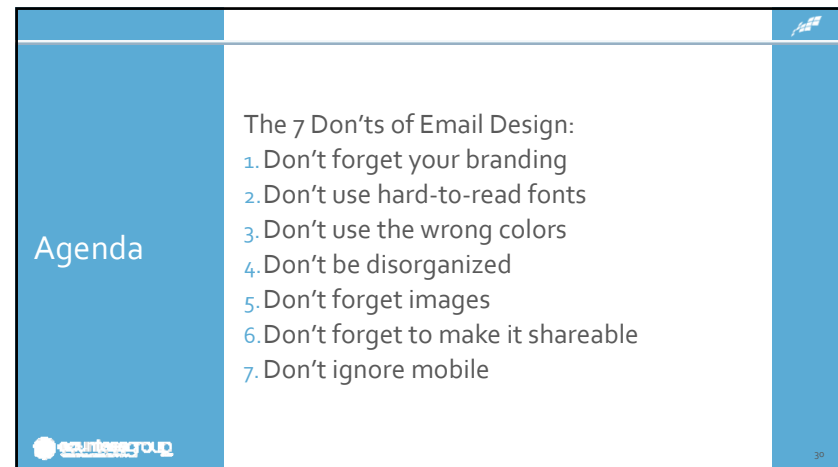 Agenda
The 7 Don’ts of Email Design:
1. Don’t forget your branding
2. Don’t use hard-to-read fonts
3. Don’t use the wrong colors
4. Don’t be disorganized
5. Don’t forget images
6. Don’t forget to make it shareable
7. Don’t ignore mobile
30